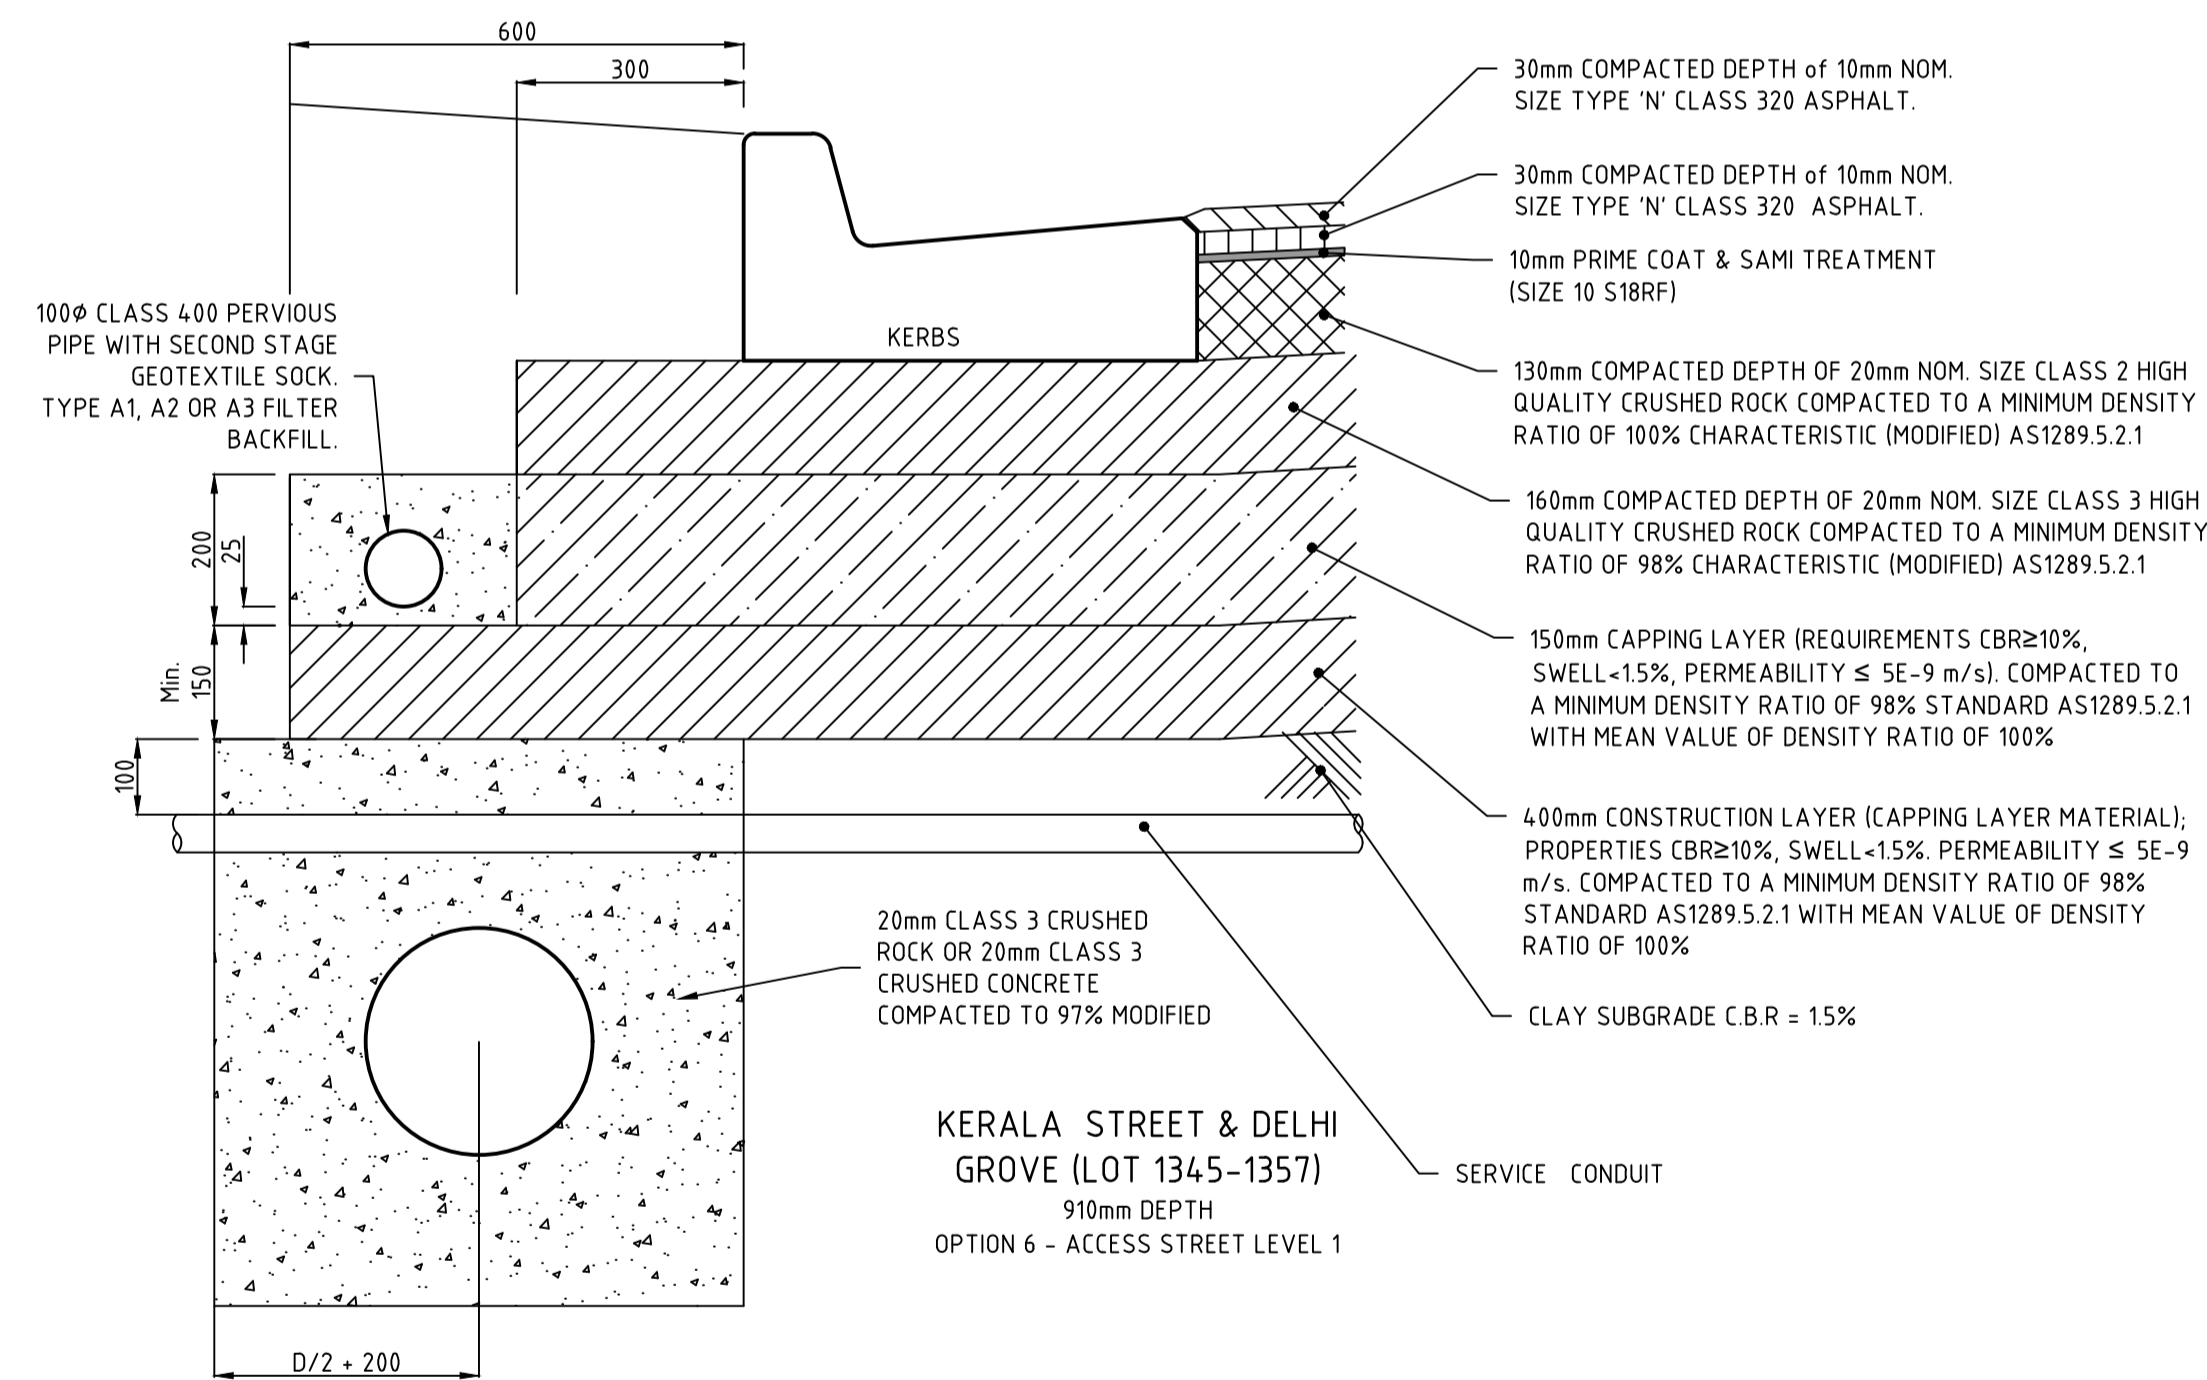 600
300
30mm COMPACTED DEPTH of 10mm NOM.
SIZE TYPE 'N' CLASS 320 ASPHALT.
30mm COMPACTED DEPTH of 10mm NOM.
SIZE TYPE 'N' CLASS 320 ASPHALT.
10mm PRIME COAT & SAMI TREATMENT
(SIZE 10 S18RF)
100Ø CLASS 400 PERVIOUS
PIPE WITH SECOND STAGE
GEOTEXTILE SOCK.
TYPE A1, A2 OR A3 FILTER
BACKFILL.
KERBS
130mm COMPACTED DEPTH OF 20mm NOM. SIZE CLASS 2 HIGH
QUALITY CRUSHED ROCK COMPACTED TO A MINIMUM DENSITY
RATIO OF 100% CHARACTERISTIC (MODIFIED) AS1289.5.2.1
160mm COMPACTED DEPTH OF 20mm NOM. SIZE CLASS 3 HIGH
QUALITY CRUSHED ROCK COMPACTED TO A MINIMUM DENSITY
RATIO OF 98% CHARACTERISTIC (MODIFIED) AS1289.5.2.1
200
25
150mm CAPPING LAYER (REQUIREMENTS CBR≥10%,
SWELL<1.5%, PERMEABILITY ≤ 5E-9 m/s). COMPACTED TO
A MINIMUM DENSITY RATIO OF 98% STANDARD AS1289.5.2.1
WITH MEAN VALUE OF DENSITY RATIO OF 100%
Min.
150
100
400mm CONSTRUCTION LAYER (CAPPING LAYER MATERIAL);
PROPERTIES CBR≥10%, SWELL<1.5%. PERMEABILITY ≤ 5E-9
m/s. COMPACTED TO A MINIMUM DENSITY RATIO OF 98%
STANDARD AS1289.5.2.1 WITH MEAN VALUE OF DENSITY
RATIO OF 100%
20mm CLASS 3 CRUSHED
ROCK OR 20mm CLASS 3
CRUSHED CONCRETE
COMPACTED TO 97% MODIFIED
CLAY SUBGRADE C.B.R = 1.5%
KERALA STREET & DELHI
GROVE (LOT 1345-1357)
910mm DEPTH
OPTION 6 - ACCESS STREET LEVEL 1
SERVICE CONDUIT
D/2 + 200